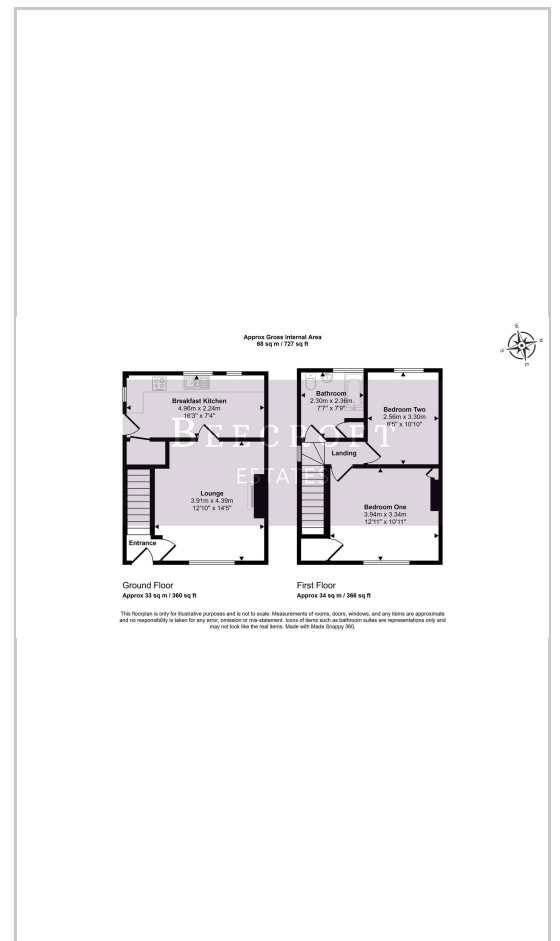 Approx Gross Internal Area
68 sq m / 727 sq ft
Breakfast Kitchen
4.96m x 2.24m
16'3" x 7'4"
Lounge
3.91m x 4.39m
12'10" x 14'5"
Entrance
Bathroom
2.30m x 2.36m
7'7" x 7'9"
Bedroom Two
2.56m x 3.30m
8'5" x 10'10"
Landing
Bedroom One
3.94m x 3.34m
12'11" x 10'11"
BEECROFT
ESTATES
Ground Floor
Approx 33 sq m / 360 sq ft
First Floor
Approx 34 sq m / 366 sq ft
This floorplan is only for illustrative purposes and is not to scale. Measurements of rooms, doors, windows, and any items are approximate
and no responsibility is taken for any error, omission or mis-statement. Icons of items such as bathroom suites are representations only and
may not look like the real items. Made with Made Snappy 360.